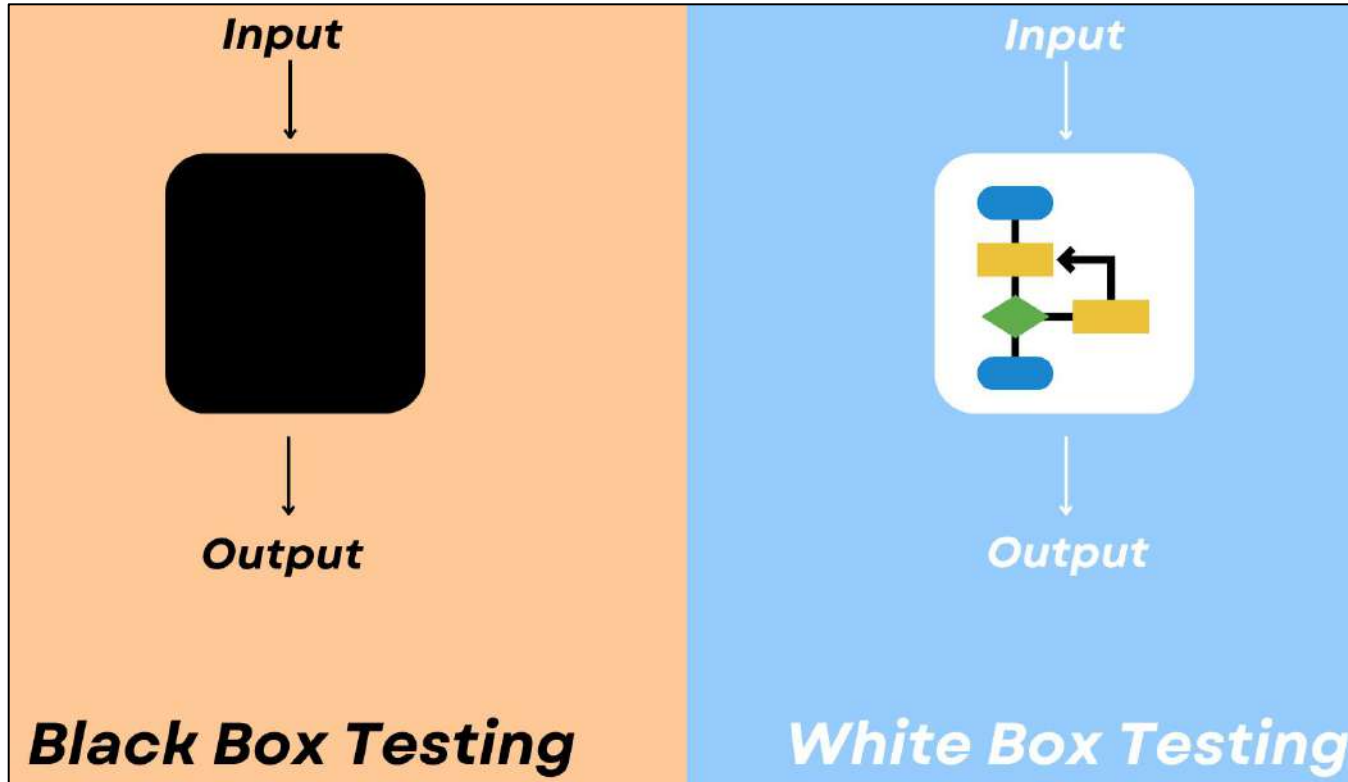 Input
Output
Black Box Testing
Input
Output
White Box Testing